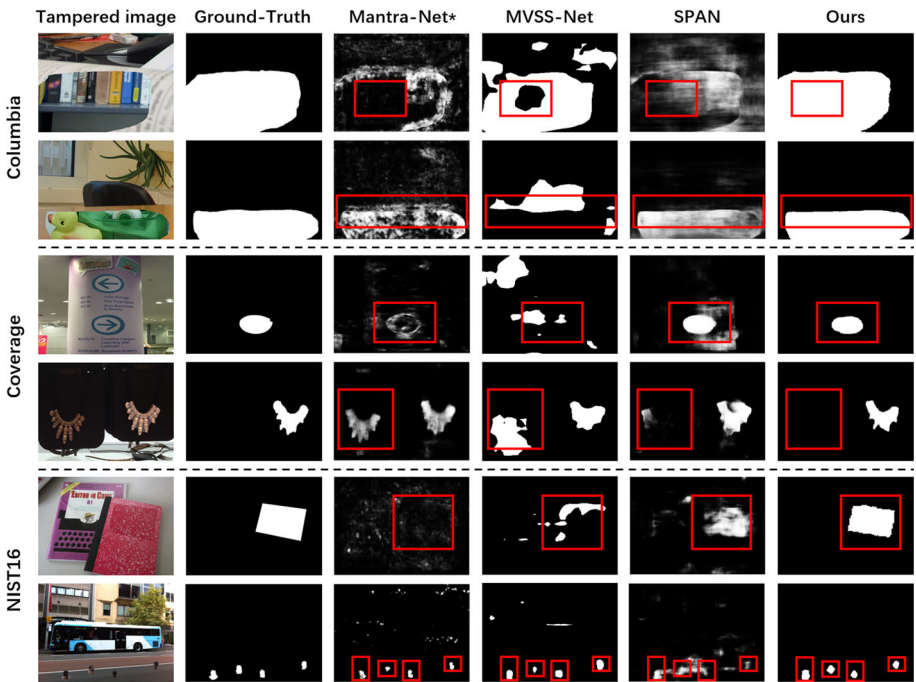 Tampered image Ground-Truth Mantra-Net* MVSS-Net SPAN Ours
Columbia
Coverage
NIST16